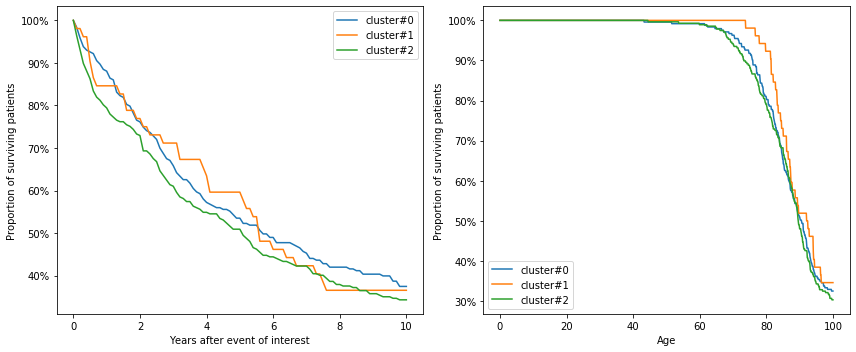 100%
90%
80%
70%
60%
50%
40%
0
2
4
6
8
10
Proportion of surviving patients
Years after event of interest
cluster#0
cluster#1
cluster#2
100%
90%
80%
70%
60%
50%
40%
30%
0
20
40
60
80
100
Proportion of surviving patients
Age
cluster#0
cluster#1
cluster#2